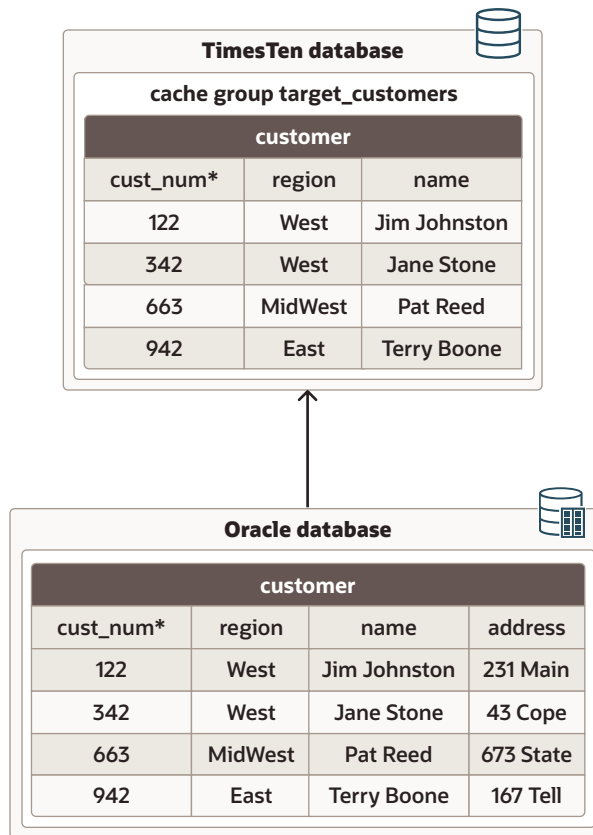 TimesTen database
cache group target_customers
customer
cust_num* region name
122 West Jim Johnston
342 West Jane Stone
663 MidWest Pat Reed
942 East Terry Boone
Oracle database
customer
cust_num* region name address
122 West Jim Johnston 231 Main
342 West Jane Stone 43 Cope
663 MidWest Pat Reed 673 State
942 East Terry Boone 167 Tell